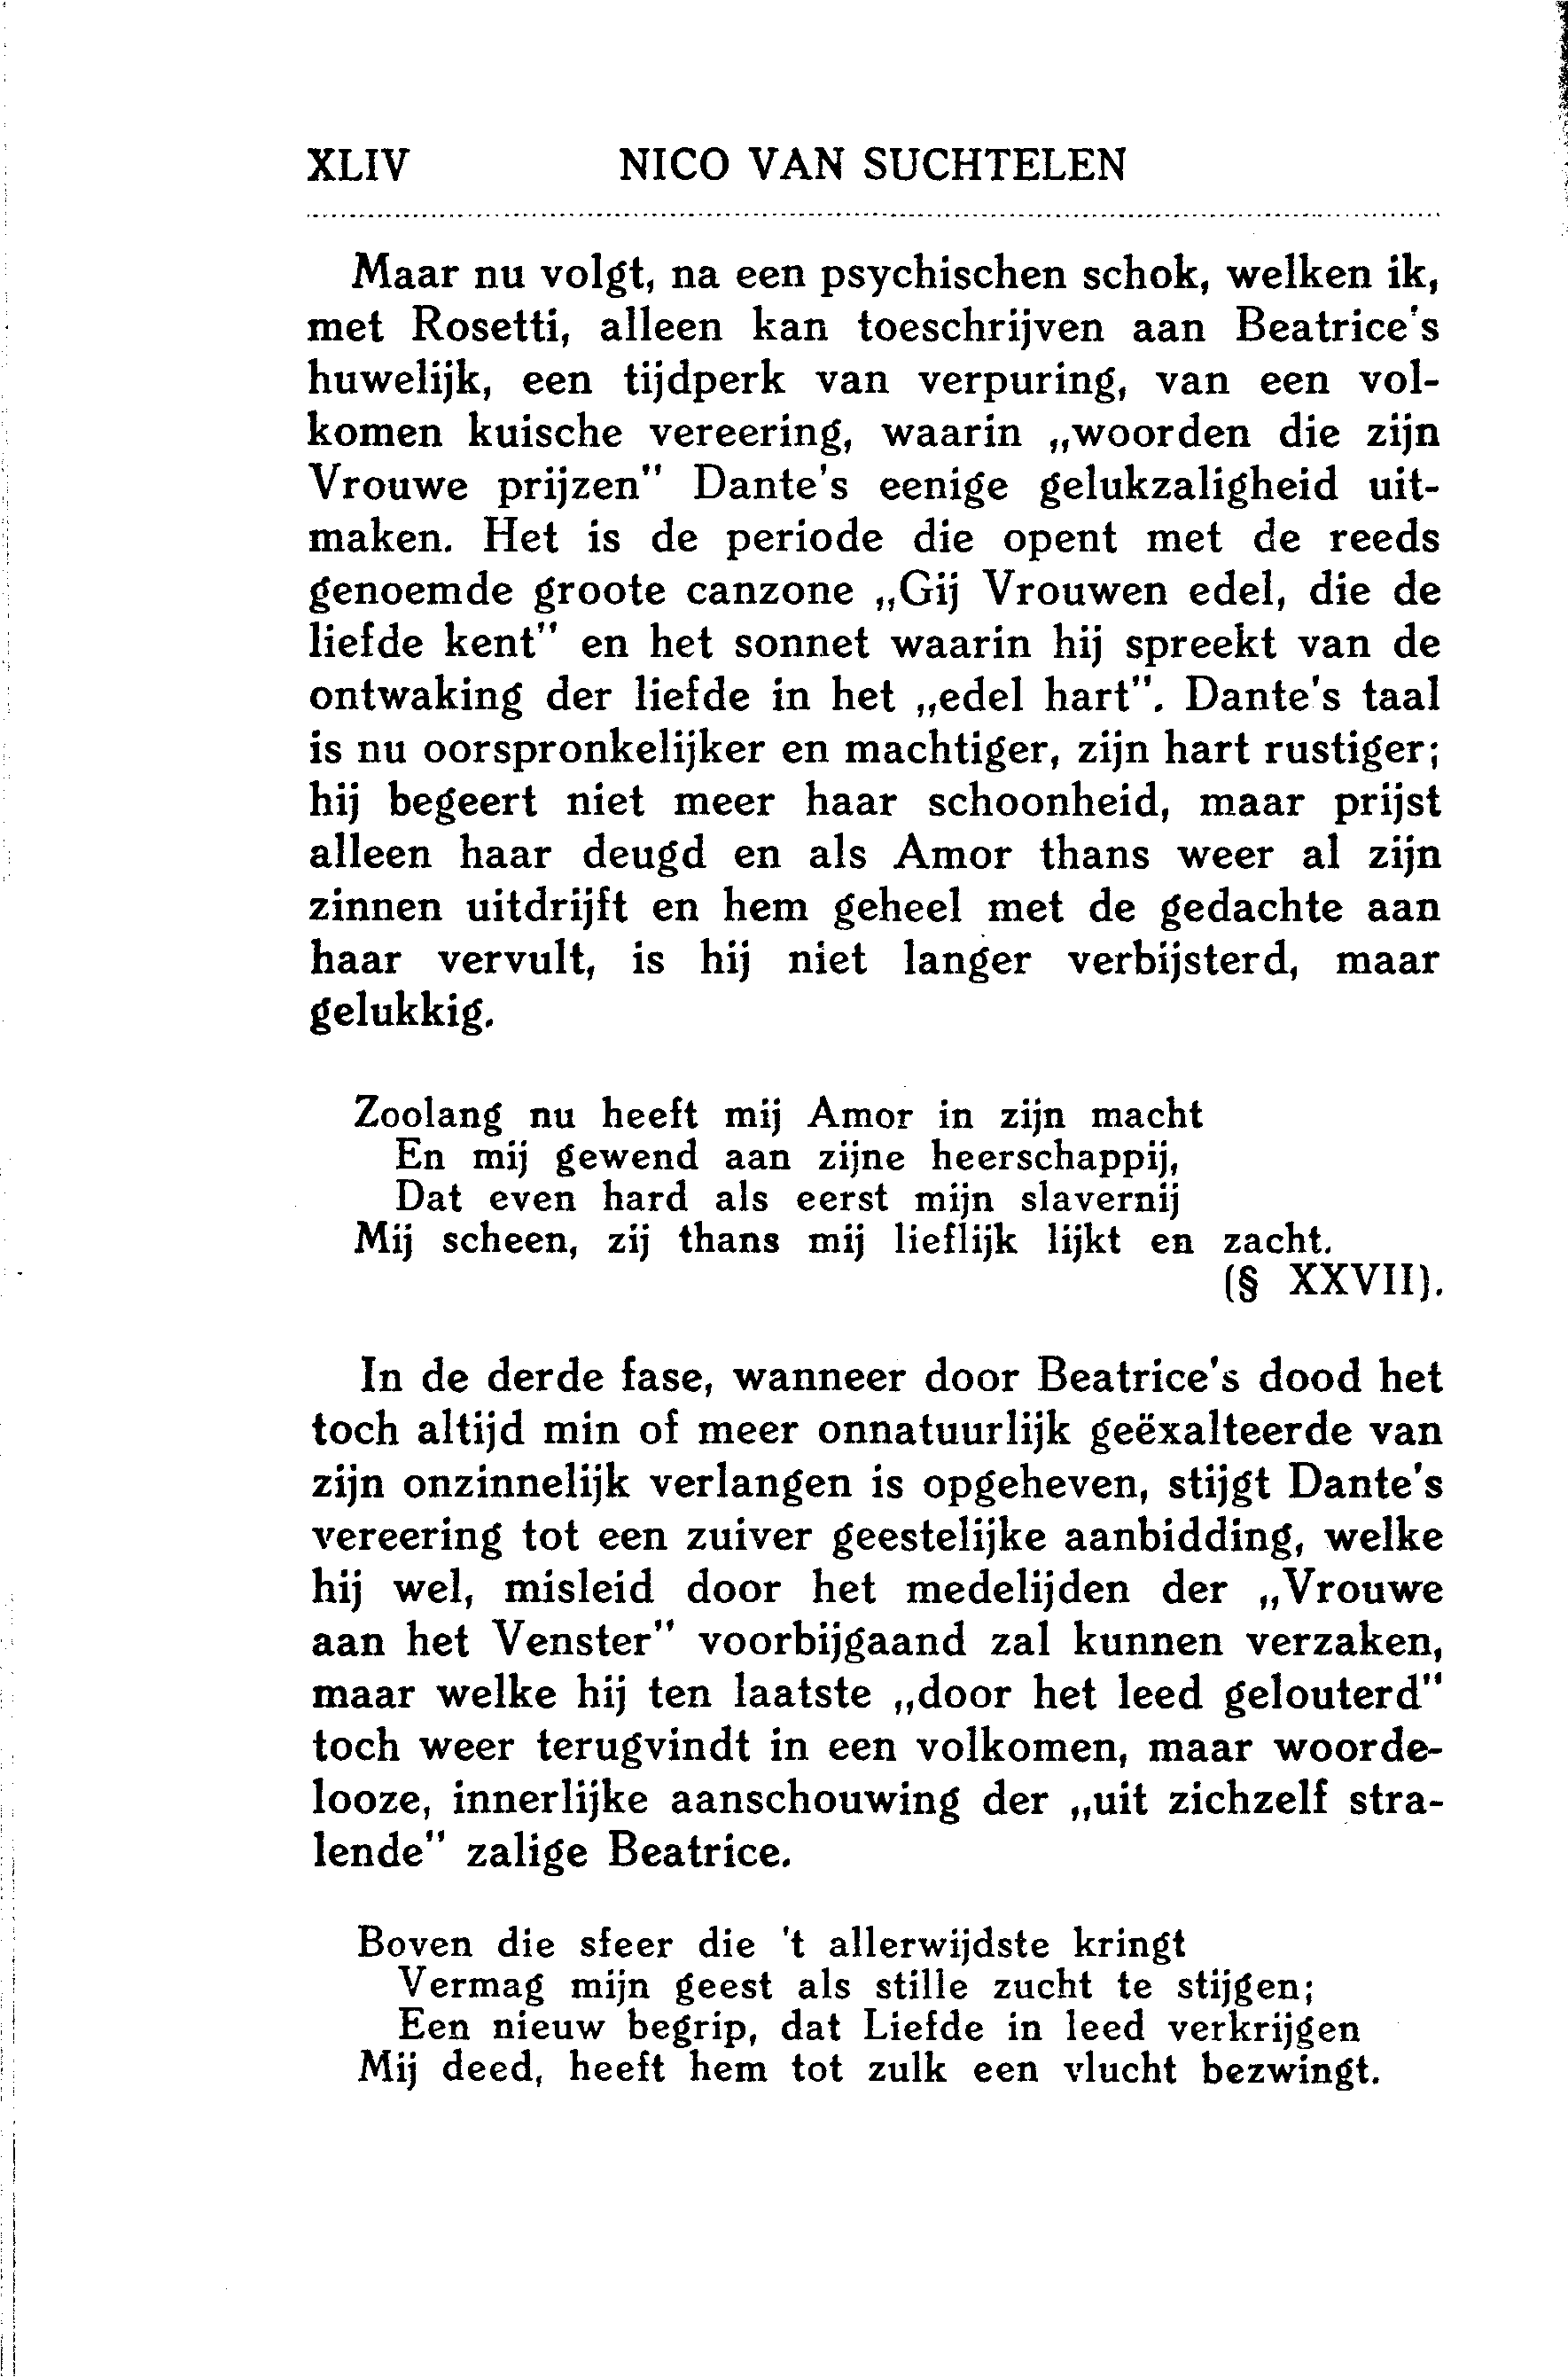 XLIV NICO VAN SUCHTELEN
Maar nu volgt, na een psychischen schok, welken ik,
met Rosetti, alleen kan toeschrijven aan Beatrice's
huwelijk, een tijdperk van verpuring, van een vol-
komen kuische vereering, waarin „woorden die zijn
Vrouwe prijzen" Dante's eenige gelukzaligheid uit-
maken. Het is de periode die opent met de reeds
genoemde groote canzone „Gij Vrouwen edel, die de
liefde kent" en het sonnet waarin hij spreekt van de
ontwaking der liefde in het „edel hart". Dante's taal
is nu oorspronkelijker en machtiger, zijn hart rustiger;
hij begeert niet meer haar schoonheid, maar prijst
alleen haar deugd en als Amor thans weer al zijn
zinnen uitdrijft en hem geheel met de gedachte aan
haar vervult, is hij niet langer verbijsterd, maar
gelukkig.
Zoolang nu heeft mij Amor in zijn macht
En mij gewend aan zijne heerschappij,
Dat even hard als eerst mijn slavernij
Mij scheen, zij thans mij lieflijk lijkt en zacht.
(§ XXVII).
In de derde fase, wanneer door Beatrice's dood het
toch altijd min of meer onnatuurlijk geëxalteerde van
zijn onzinnelijk verlangen is opgeheven, stijgt Dante's
vereering tot een zuiver geestelijke aanbidding, welke
hij wel, misleid door het medelijden der „Vrouwe
aan het Venster" voorbijgaand zal kunnen verzaken,
maar welke hij ten laatste „door het leed gelouterd"
toch weer terugvindt in een volkomen, maar woorde-
looze, innerlijke aanschouwing der „uit zichzelf stra-
lende" zalige Beatrice.
Boven die sfeer die 't allerwijdste kringt
Vermag mijn geest als stille zucht te stijgen;
Een nieuw begrip, dat Liefde in leed verkrijgen
Mij deed, heeft hem tot zulk een vlucht bezwingt.